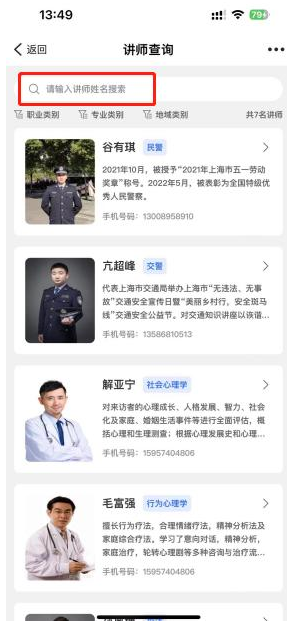 13:49
79
返回
讲师查询
请输入讲师姓名搜索
职业类别
专业类别
地域类别
共7名讲师
谷有琪 民警
2021年10月，被授予“2021年上海市五一劳动
奖章”称号。2022年5月，被表彰为全国特级优
秀人民警察。
手机号码：13008958910
亢超峰 交警
代表上海市交通局举办上海市“无违法、无事
故”交通安全宣传日暨“美丽乡村行，安全斑马
线”交通安全公益节。对交通知识讲座以诙谐...
手机号码：13586810513
解亚宁 社会心理学
对来访者的心理成长、人格发展、智力、社会
化及家庭、婚姻生活事件等进行全面评估，概
括心理和生理测查；根据心理发展史和心理...
手机号码：15957404806
毛富强 行为心理学
擅长行为疗法，合理情绪疗法，精神分析法及
家庭综合疗法，学习了意向对话，精神分析，
家庭治疗，轮转心理剧等多种咨询与治疗流...
手机号码：15957404806